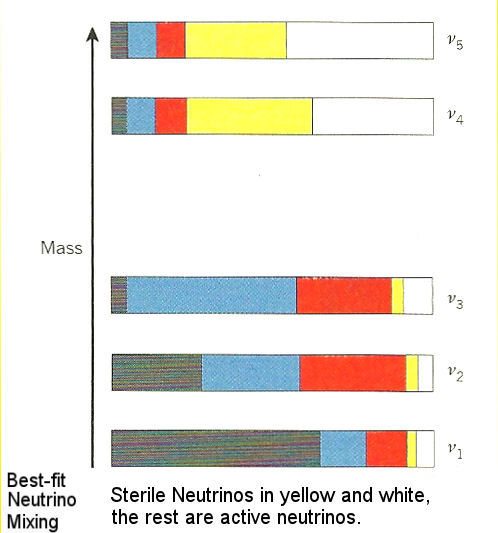 ν5
ν4
Mass
ν3
ν2
ν1
Best-fit
Neutrino
Mixing
Sterile Neutrinos in yellow and white,
the rest are active neutrinos.